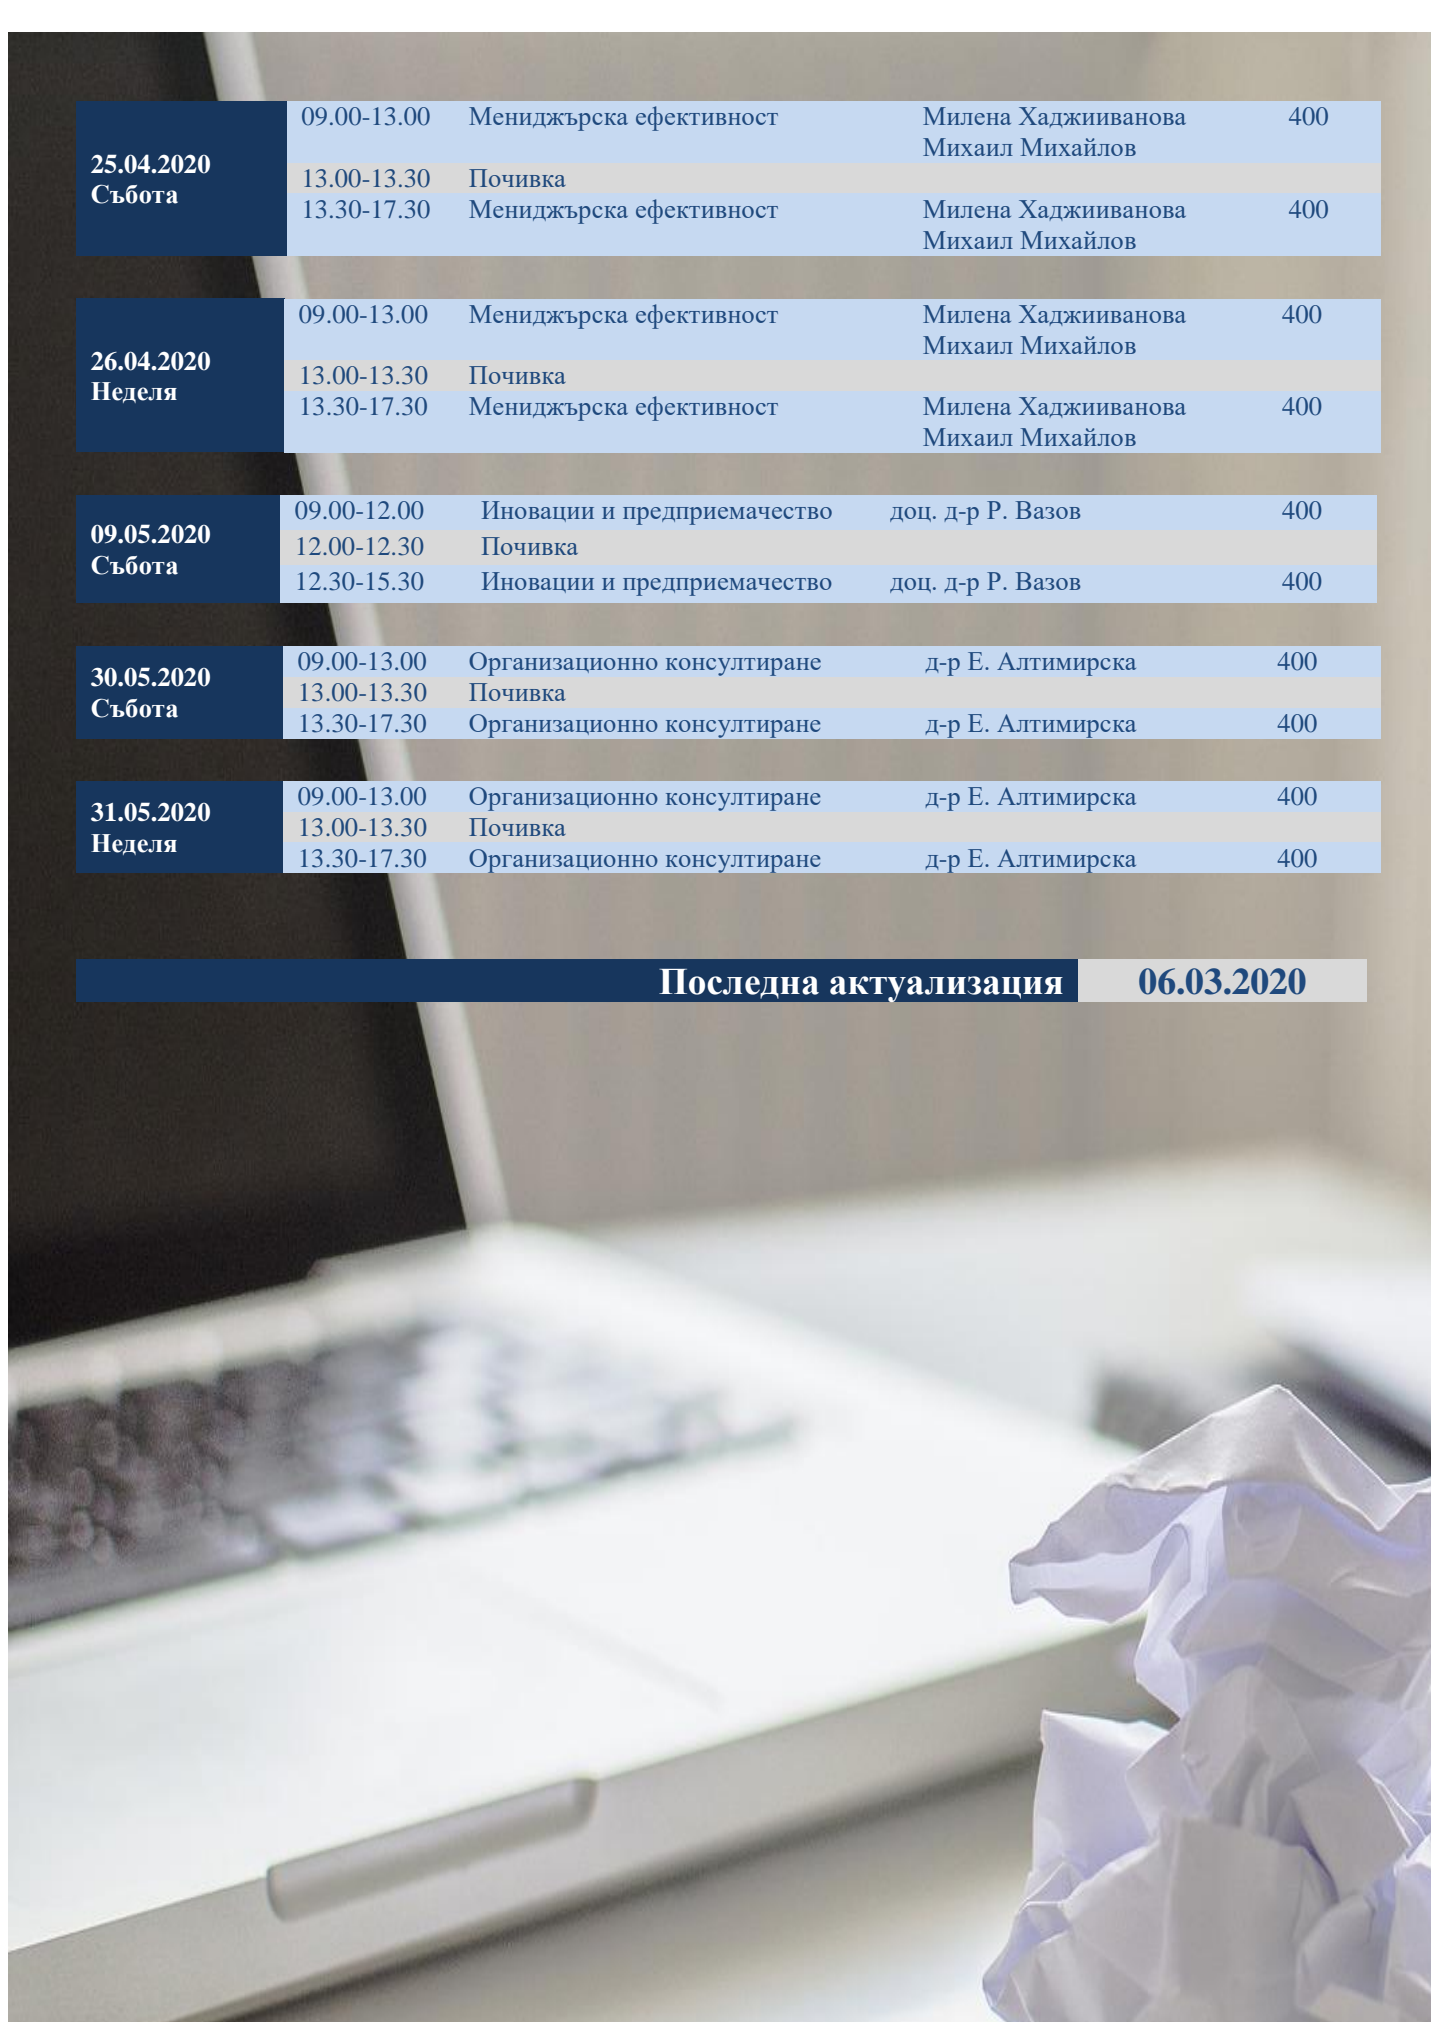 25.04.2020
Събота
09.00-13.00 Мениджърска ефективност Милена Хаджииванова 400
Михаил Михайлов
13.00-13.30 Почивка
13.30-17.30 Мениджърска ефективност Милена Хаджииванова 400
Михаил Михайлов
26.04.2020
Неделя
09.00-13.00 Мениджърска ефективност Милена Хаджииванова 400
Михаил Михайлов
13.00-13.30 Почивка
13.30-17.30 Мениджърска ефективност Милена Хаджииванова 400
Михаил Михайлов
09.05.2020
Събота
09.00-12.00 Иновации и предприемачество доц. д-р Р. Вазов 400
12.00-12.30 Почивка
12.30-15.30 Иновации и предприемачество доц. д-р Р. Вазов 400
30.05.2020
Събота
09.00-13.00 Организационно консултиране д-р Е. Алтимирска 400
13.00-13.30 Почивка
13.30-17.30 Организационно консултиране д-р Е. Алтимирска 400
31.05.2020
Неделя
09.00-13.00 Организационно консултиране д-р Е. Алтимирска 400
13.00-13.30 Почивка
13.30-17.30 Организационно консултиране д-р Е. Алтимирска 400
Последна актуализация 06.03.2020